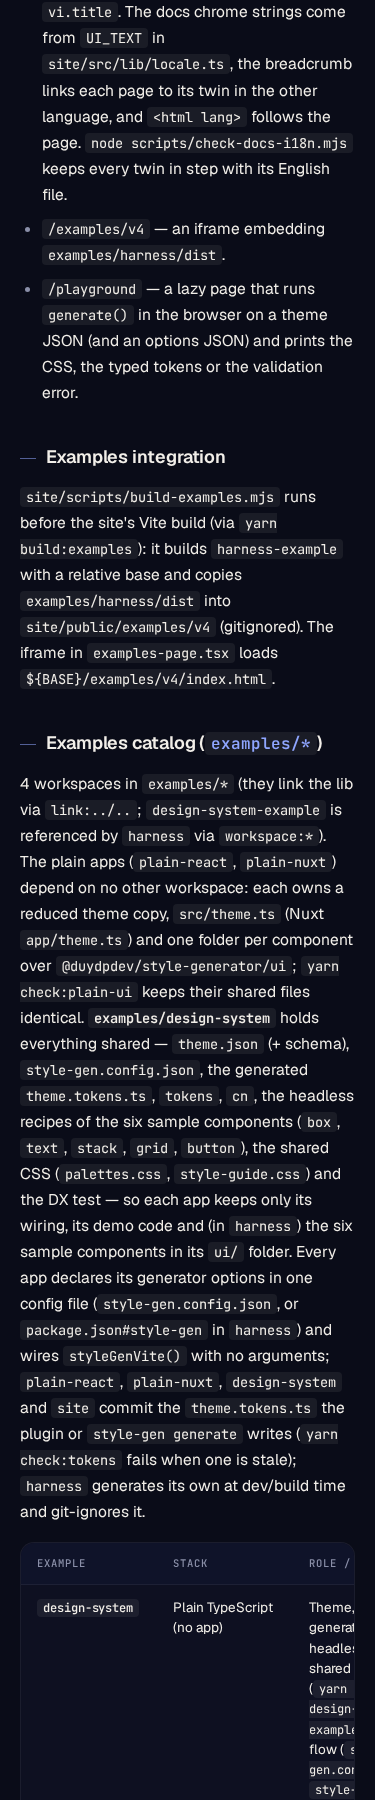 vi.title . The docs chrome strings come
from UI_TEXT in
site/src/lib/locale.ts , the breadcrumb
links each page to its twin in the other
language, and <html lang> follows the
page. node scripts/check-docs-i18n.mjs
keeps every twin in step with its English
file.
/examples/v4 — an iframe embedding
examples/harness/dist .
/playground — a lazy page that runs
generate() in the browser on a theme
JSON (and an options JSON) and prints the
CSS, the typed tokens or the validation
error.
— Examples integration
site/scripts/build-examples.mjs runs
before the site's Vite build (via yarn
build:examples ): it builds harness-example
with a relative base and copies
examples/harness/dist into
site/public/examples/v4 (gitignored). The
iframe in examples-page.tsx loads
${BASE}/examples/v4/index.html .
— Examples catalog ( examples/* )
4 workspaces in examples/* (they link the lib
via link:../.. ; design-system-example is
referenced by harness via workspace:* ).
The plain apps ( plain-react , plain-nuxt )
depend on no other workspace: each owns a
reduced theme copy, src/theme.ts (Nuxt
app/theme.ts ) and one folder per component
over @duydpdev/style-generator/ui ; yarn
check:plain-ui keeps their shared files
identical. examples/design-system holds
everything shared — theme.json (+ schema),
style-gen.config.json , the generated
theme.tokens.ts , tokens , cn , the headless
recipes of the six sample components ( box ,
text , stack , grid , button ), the shared
CSS ( palettes.css , style-guide.css ) and
the DX test — so each app keeps only its
wiring, its demo code and (in harness ) the six
sample components in its ui/ folder. Every
app declares its generator options in one
config file ( style-gen.config.json , or
package.json#style-gen in harness ) and
wires styleGenVite() with no arguments;
plain-react , plain-nuxt , design-system
and site commit the theme.tokens.ts the
plugin or style-gen generate writes ( yarn
check:tokens fails when one is stale);
harness generates its own at dev/build time
and git-ignores it.
EXAMPLE STACK ROLE /
design-system Plain TypeScript Theme,
(no app) generat
headles
shared
( yarn
design-
example
flow ( s
gen.con
style-